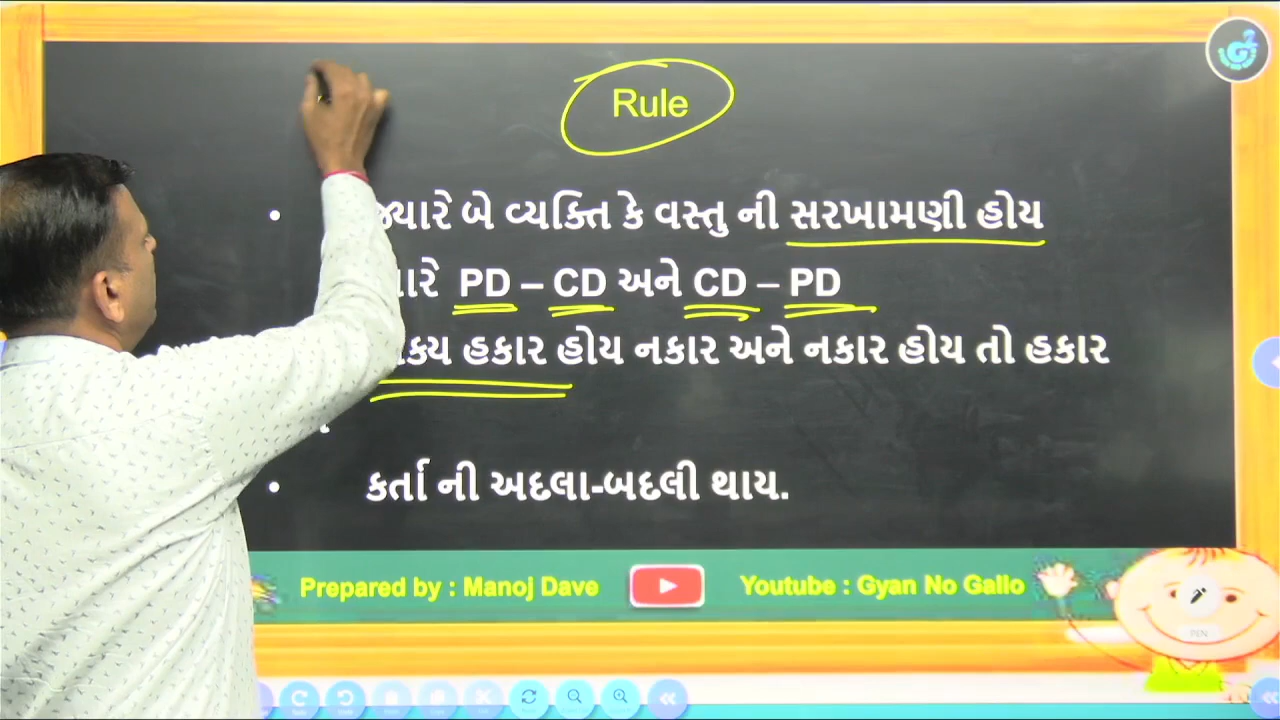 Rule
બે વ્યક્તિ કે વસ્તુ ની સરખામણી હોય
PD – CD અને CD – PD
હકાર હોય નકાર અને નકાર હોય તો હકાર
કર્તા ની અદલા-બદલી થાય.
Prepared by : Manoj Dave
Youtube : Gyan No Gallo
PEN